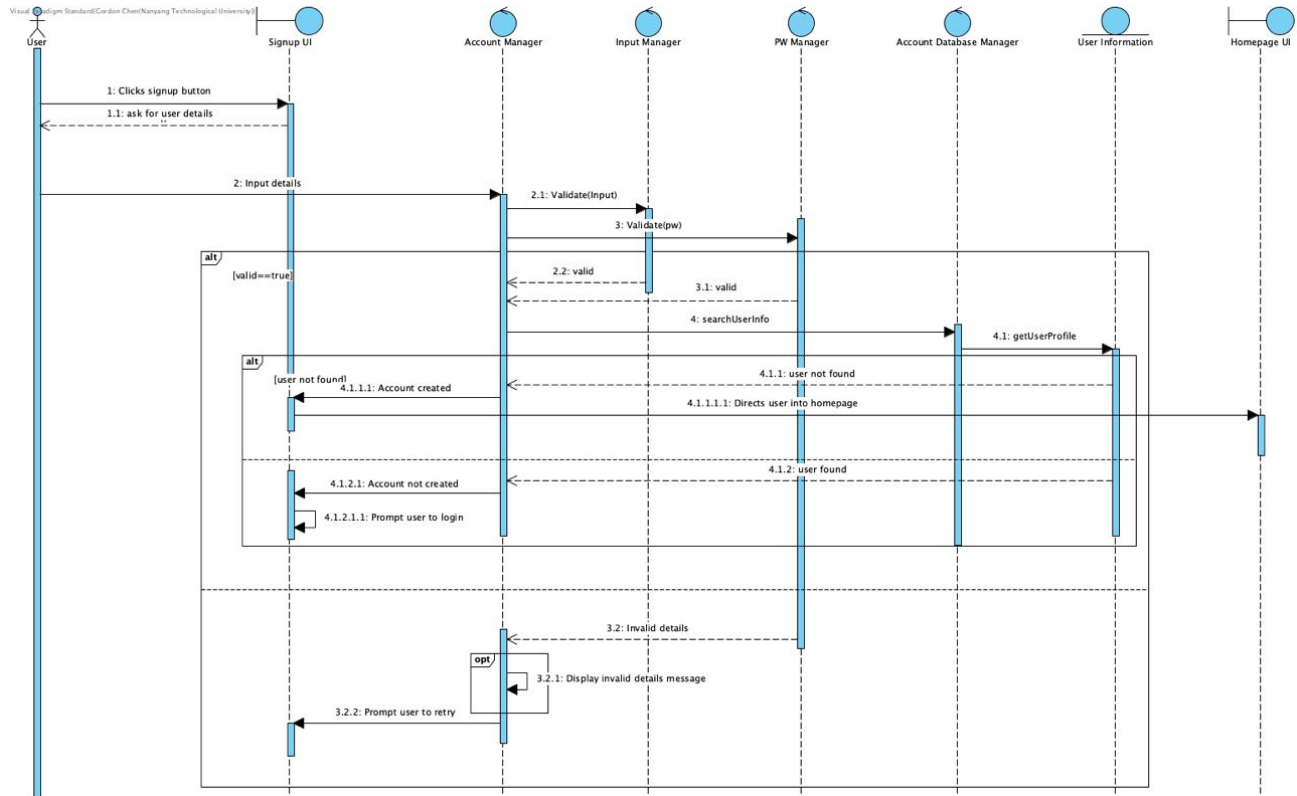 Visual Paradigm Standard(Gordon Chen(Nanyang Technological University))
User
Signup UI
Account Manager
Input Manager
PW Manager
Account Database Manager
User Information
Homepage UI
1: Clicks signup button
1.1: ask for user details
2: Input details
2.1: Validate(Input)
3: Validate(pw)
alt
[valid==true]
2.2: valid
3.1: valid
4: searchUserInfo
4.1: getUserProfile
alt
[user not found]
4.1.1: user not found
4.1.1.1: Account created
4.1.1.1.1: Directs user into homepage
4.1.2: user found
4.1.2.1: Account not created
4.1.2.1.1: Prompt user to login
3.2: Invalid details
opt
3.2.1: Display invalid details message
3.2.2: Prompt user to retry